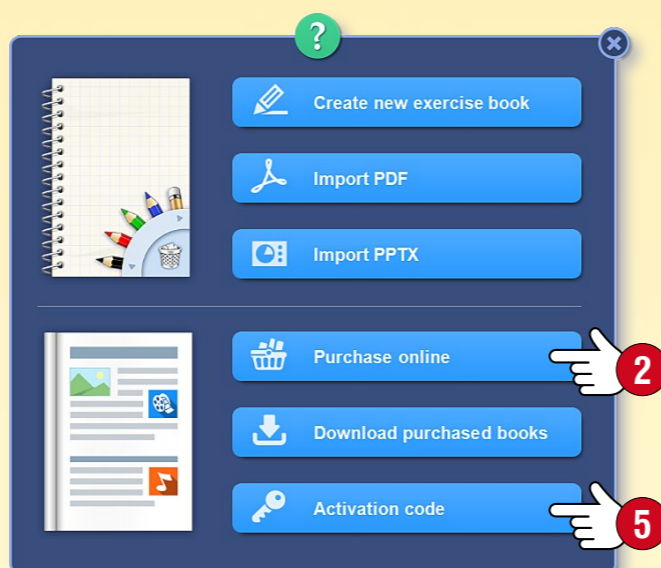 ?
Create new exercise book
Import PDF
Import PPTX
Purchase online
2
Download purchased books
Activation code
5